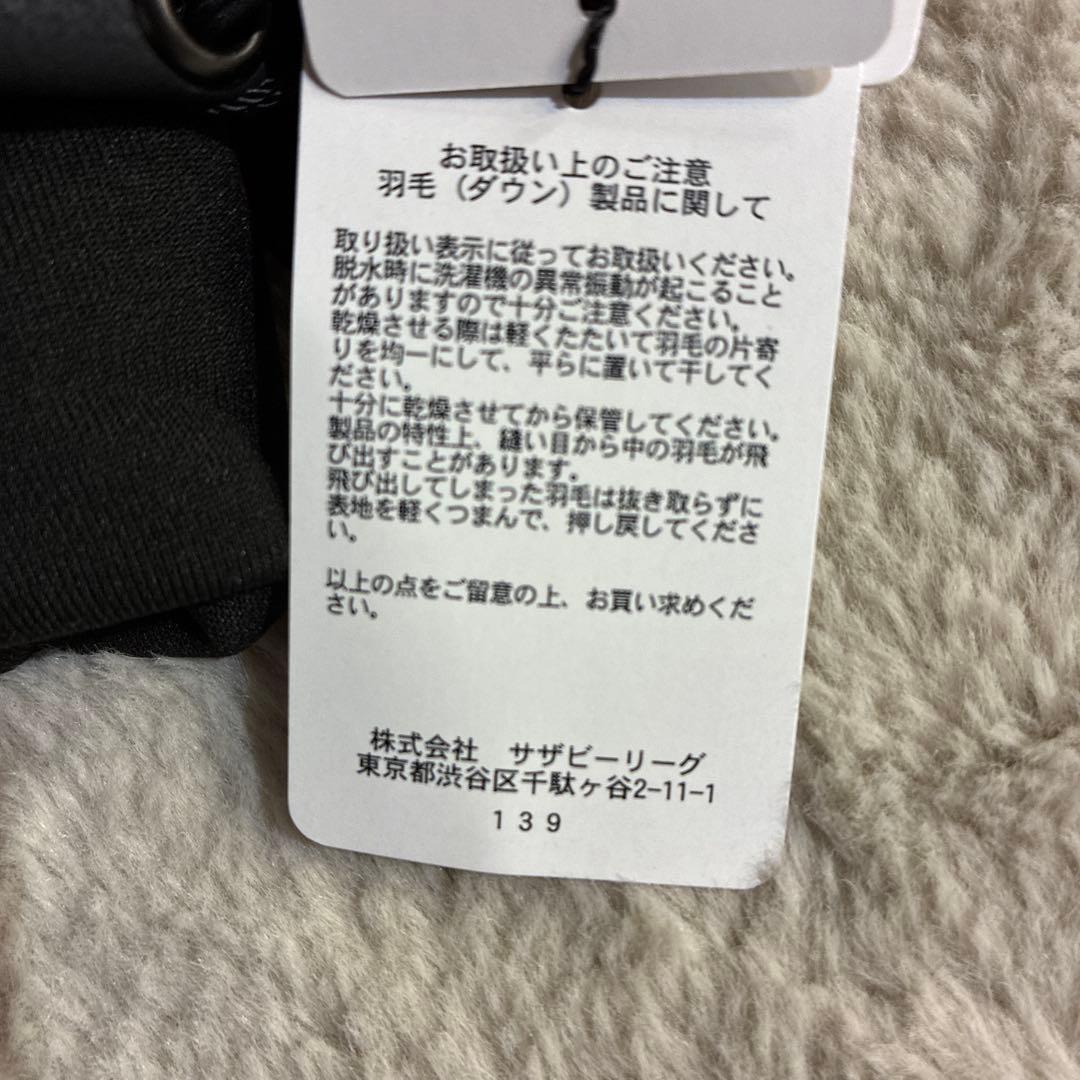 お取扱い上のご注意
羽毛（ダウン）製品に関して
取り扱い表示に従ってお取扱いください。
脱水時に洗濯機の異常振動が起こること
がありますので十分ご注意ください。
乾燥させる際は軽くたたいて羽毛の片寄
りを均一にして、平らに置いて干してく
ださい。
十分に乾燥させてから保管してください。
製品の特性上、縫い目から中の羽毛が飛
び出すことがあります。
飛び出してしまった羽毛は抜き取らずに
表地を軽くつまんで、押し戻してくださ
い。
以上の点をご留意の上、お買い求めくだ
さい。
株式会社　サザビーリーグ
東京都渋谷区千駄ヶ谷2-11-1
139